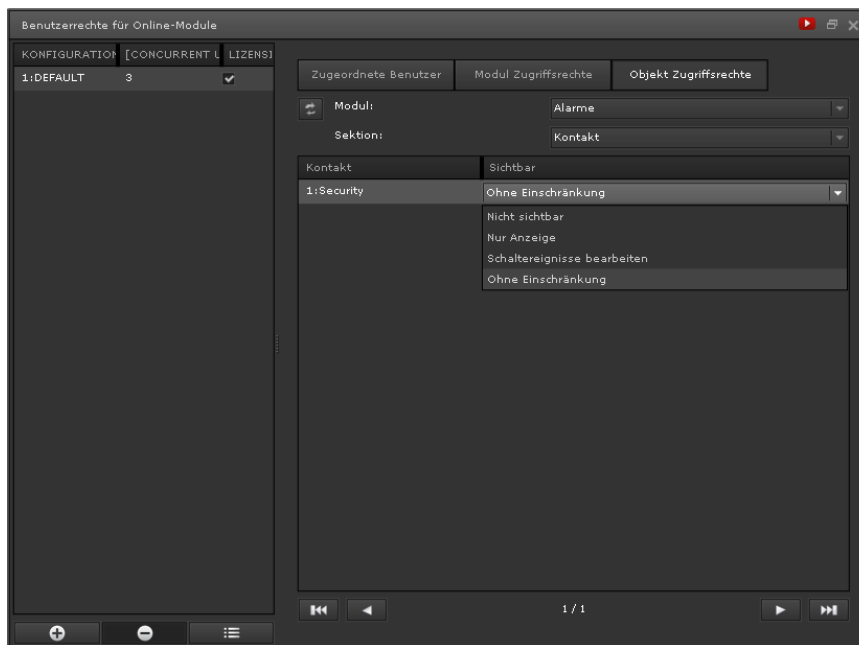 Benutzerrechte für Online-Module
KONFIGURATION [CONCURRENT U LIZENSI
1:DEFAULT 3
Zugeordnete Benutzer Modul Zugriffsrechte Objekt Zugriffsrechte
Modul: Alarme
Sektion: Kontakt
Kontakt Sichtbar
1:Security Ohne Einschränkung
Nicht sichtbar
Nur Anzeige
Schaltereignisse bearbeiten
Ohne Einschränkung
1 / 1